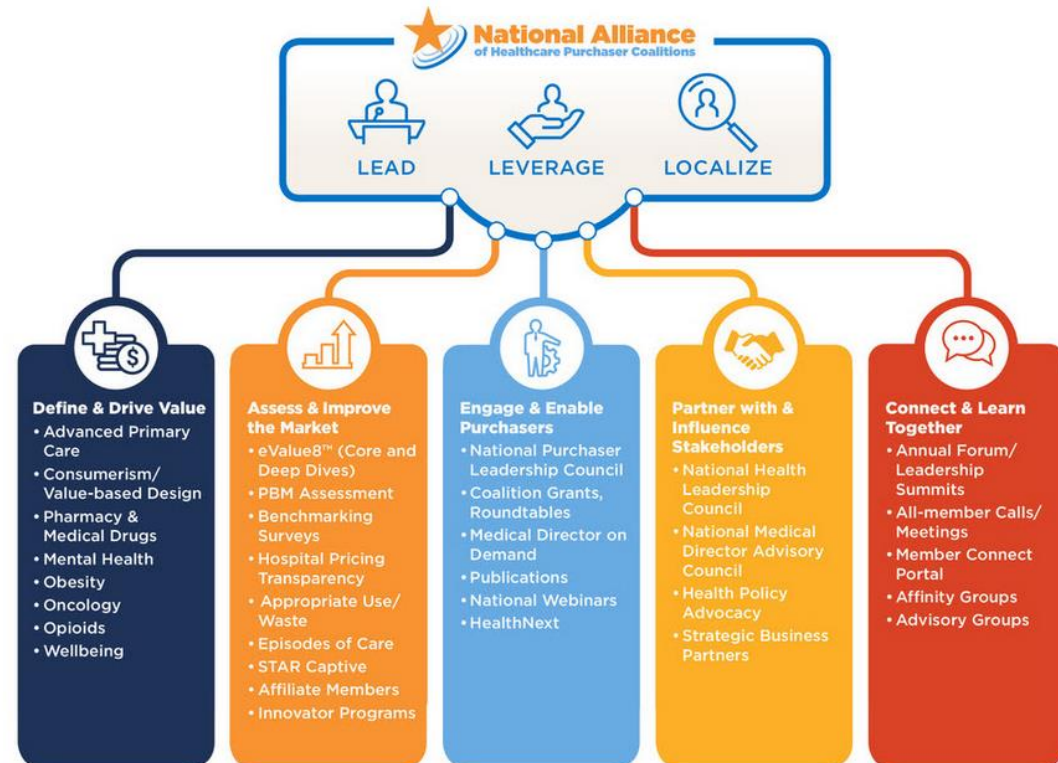 National Alliance
of Healthcare Purchaser Coalitions
LEAD
LEVERAGE
LOCALIZE
$
Define & Drive Value
• Advanced Primary
Care
• Consumerism/
Value-based Design
• Pharmacy &
Medical Drugs
• Mental Health
• Obesity
• Oncology
• Opioids
• Wellbeing
Assess & Improve
the Market
• eValue8™ (Core and
Deep Dives)
• PBM Assessment
• Benchmarking
Surveys
• Hospital Pricing
Transparency
• Appropriate Use/
Waste
• Episodes of Care
• STAR Captive
• Affiliate Members
• Innovator Programs
Engage & Enable
Purchasers
• National Purchaser
Leadership Council
• Coalition Grants,
Roundtables
• Medical Director on
Demand
• Publications
• National Webinars
• HealthNext
Partner with &
Influence
Stakeholders
• National Health
Leadership
Council
• National Medical
Director Advisory
Council
• Health Policy
Advocacy
• Strategic Business
Partners
Connect & Learn
Together
• Annual Forum/
Leadership
Summits
• All-member Calls/
Meetings
• Member Connect
Portal
• Affinity Groups
• Advisory Groups